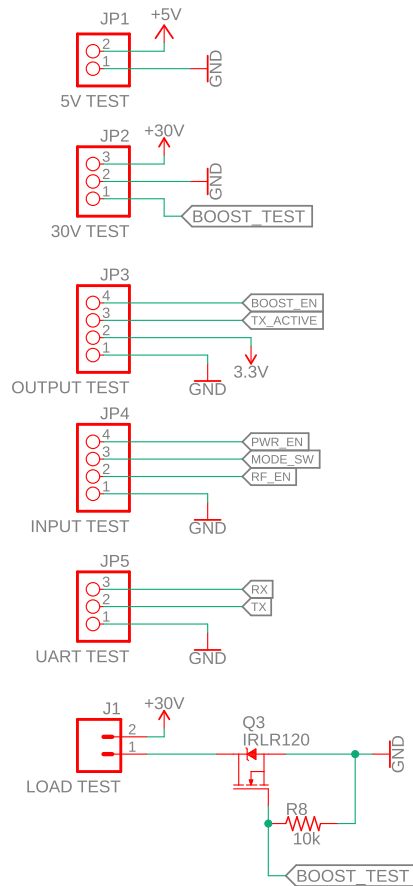 JP1
+5V
2
1
GND
5V TEST
JP2
+30V
3
2
1
GND
BOOST_TEST
30V TEST
JP3
4
BOOST_EN
3
TX_ACTIVE
2
1
3.3V
GND
OUTPUT TEST
JP4
4
PWR_EN
3
MODE_SW
2
RF_EN
1
GND
INPUT TEST
JP5
3
RX
2
TX
1
GND
UART TEST
J1
+30V
2
1
LOAD TEST
Q3
IRLR120
GND
R8
10k
BOOST_TEST